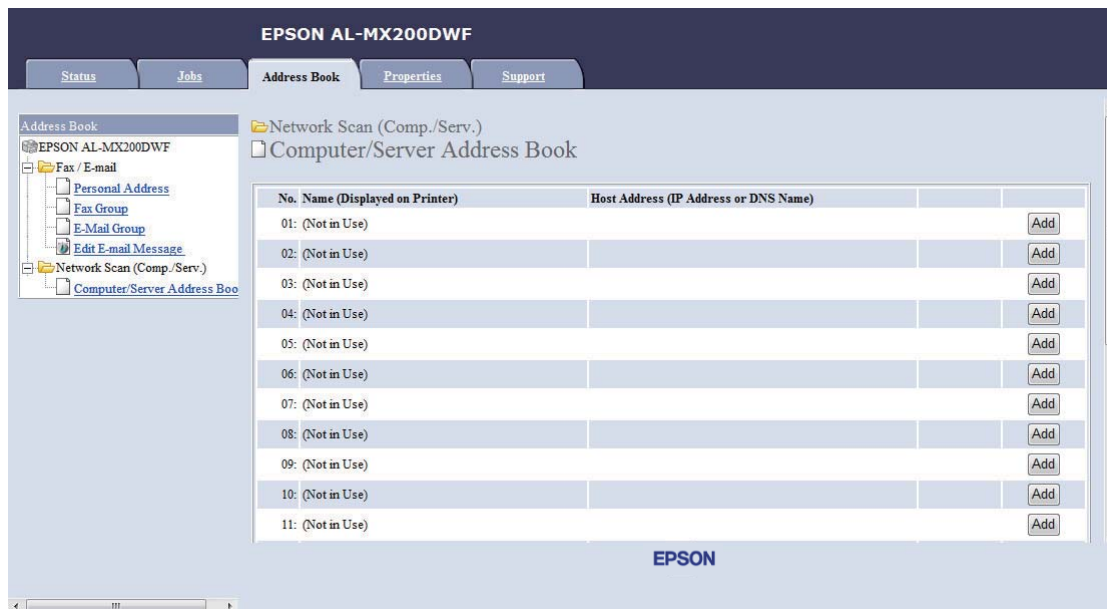 EPSON AL-MX200DWF
Status Jobs Address Book Properties Support
Address Book
EPSON AL-MX200DWF
Fax / E-mail
Personal Address
Fax Group
E-Mail Group
Edit E-mail Message
Network Scan (Comp./Serv.)
Computer/Server Address Boo
Network Scan (Comp./Serv.)
Computer/Server Address Book
No. Name (Displayed on Printer) Host Address (IP Address or DNS Name)
01: (Not in Use) Add
02: (Not in Use) Add
03: (Not in Use) Add
04: (Not in Use) Add
05: (Not in Use) Add
06: (Not in Use) Add
07: (Not in Use) Add
08: (Not in Use) Add
09: (Not in Use) Add
10: (Not in Use) Add
11: (Not in Use) Add
EPSON